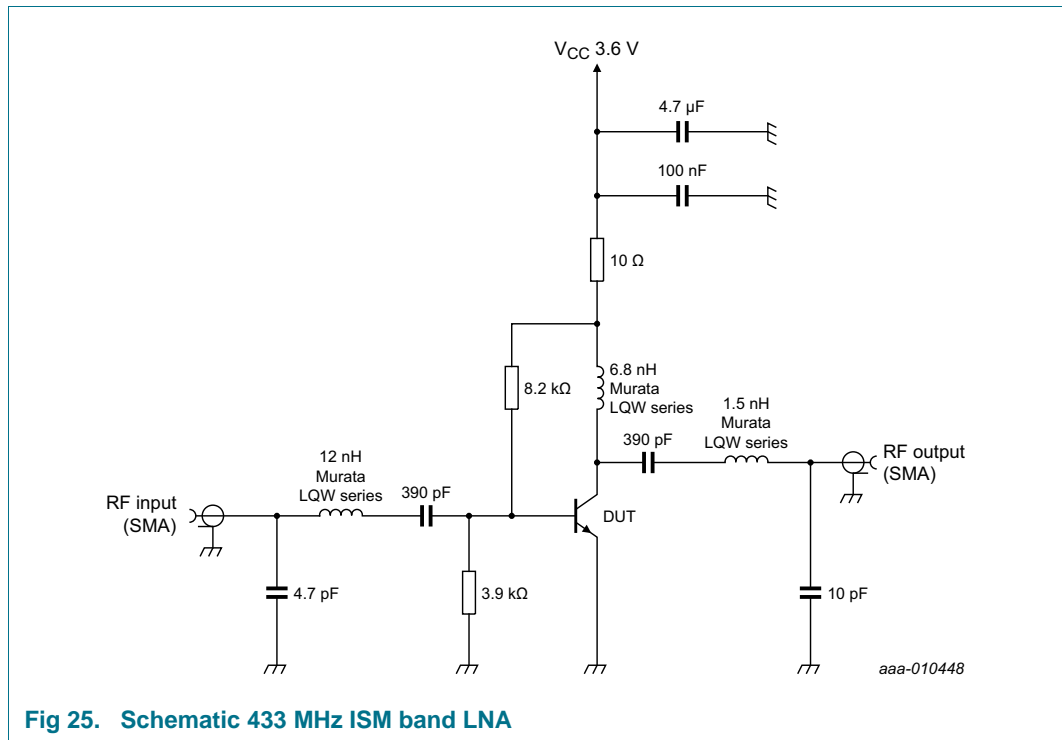 VCC 3.6 V
4.7 µF
100 nF
10 Ω
8.2 kΩ
6.8 nH
Murata
LQW series
1.5 nH
Murata
LQW series
390 pF
RF output
(SMA)
12 nH
Murata
LQW series
390 pF
RF input
(SMA)
DUT
4.7 pF
3.9 kΩ
10 pF
aaa-010448
Fig 25. Schematic 433 MHz ISM band LNA